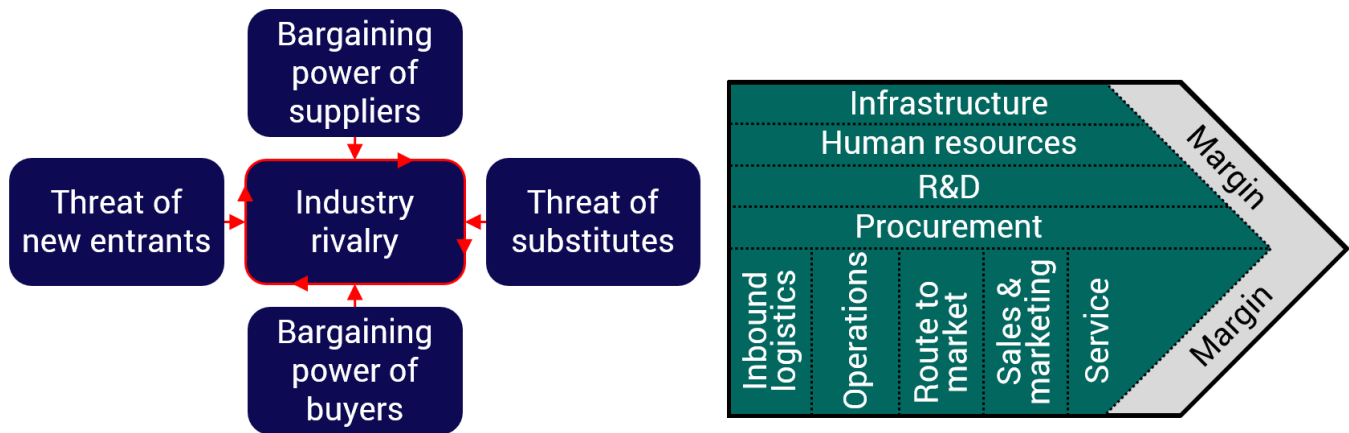 Bargaining
power of
suppliers
Threat of
new entrants
Industry
rivalry
Threat of
substitutes
Bargaining
power of
buyers
Infrastructure
Human resources
R&D
Procurement
Inbound
logistics
Operations
Route to
market
Sales &
marketing
Service
Margin
Margin